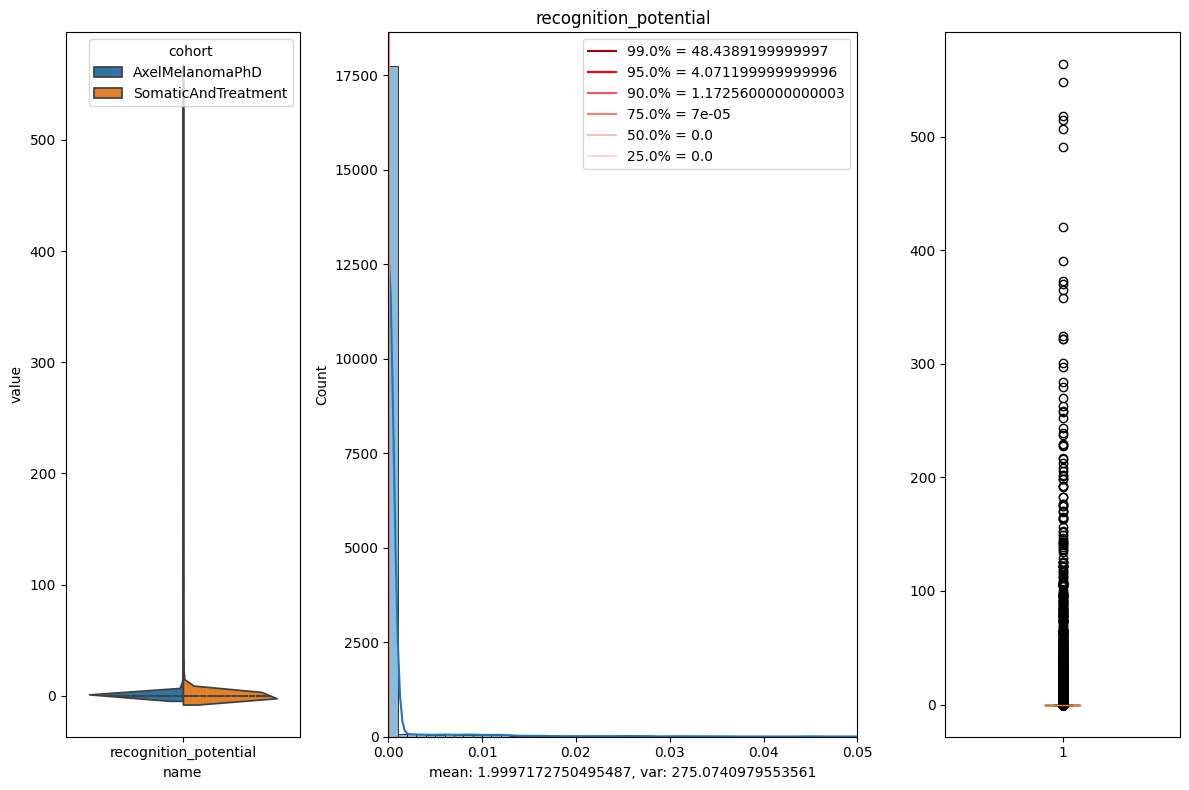 recognition_potential
cohort
AxelMelanomaPhD
SomaticAndTreatment
value
500
400
300
200
100
0
recognition_potential
name
99.0% = 48.4389199999997
95.0% = 4.071199999999996
90.0% = 1.1725600000000003
75.0% = 7e-05
50.0% = 0.0
25.0% = 0.0
Count
17500
15000
12500
10000
7500
5000
2500
0
0.00 0.01 0.02 0.03 0.04 0.05
mean: 1.9997172750495487, var: 275.0740979553561
500
400
300
200
100
0
1